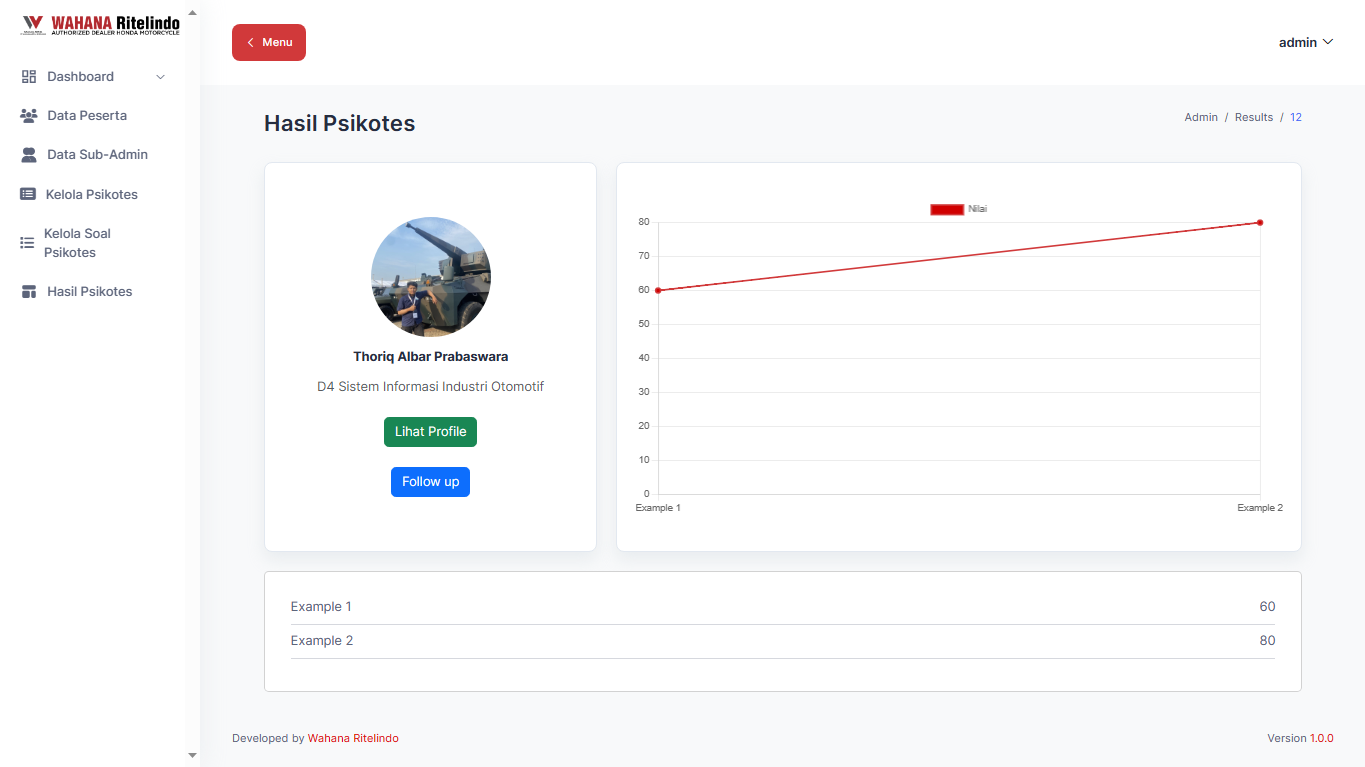 WAHANA Ritelindo
AUTHORIZED DEALER HONDA MOTORCYCLE
Menu
admin
Dashboard
Data Peserta
Data Sub-Admin
Kelola Psikotes
Kelola Soal
Psikotes
Hasil Psikotes
Hasil Psikotes
Admin / Results / 12
Thoriq Albar Prabaswara
D4 Sistem Informasi Industri Otomotif
Lihat Profile
Follow up
Nilai
80
70
60
50
40
30
20
10
0
Example 1
Example 2
Example 1 60
Example 2 80
Developed by Wahana Ritelindo
Version 1.0.0